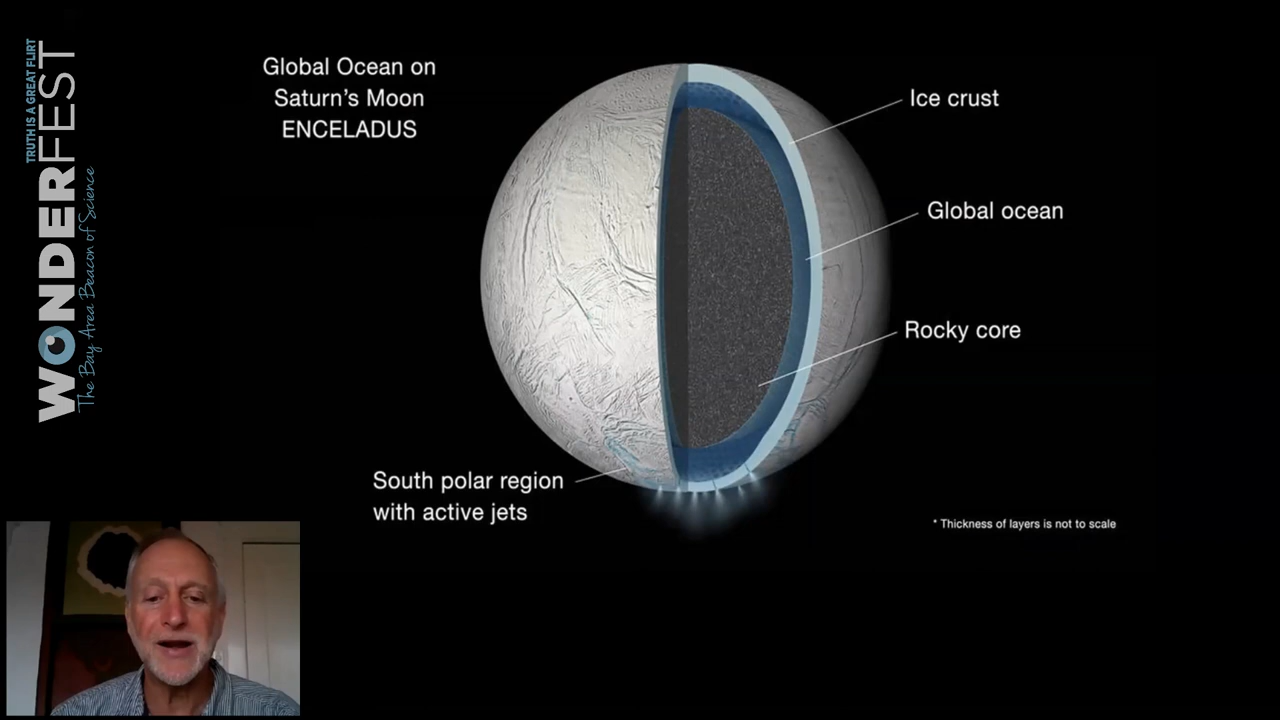 TRUTH IS A GREAT FLIRT
WONDERFEST
The Bay Area Beacon of Science
Global Ocean on
Saturn's Moon
ENCELADUS
Ice crust
Global ocean
Rocky core
South polar region
with active jets
* Thickness of layers is not to scale